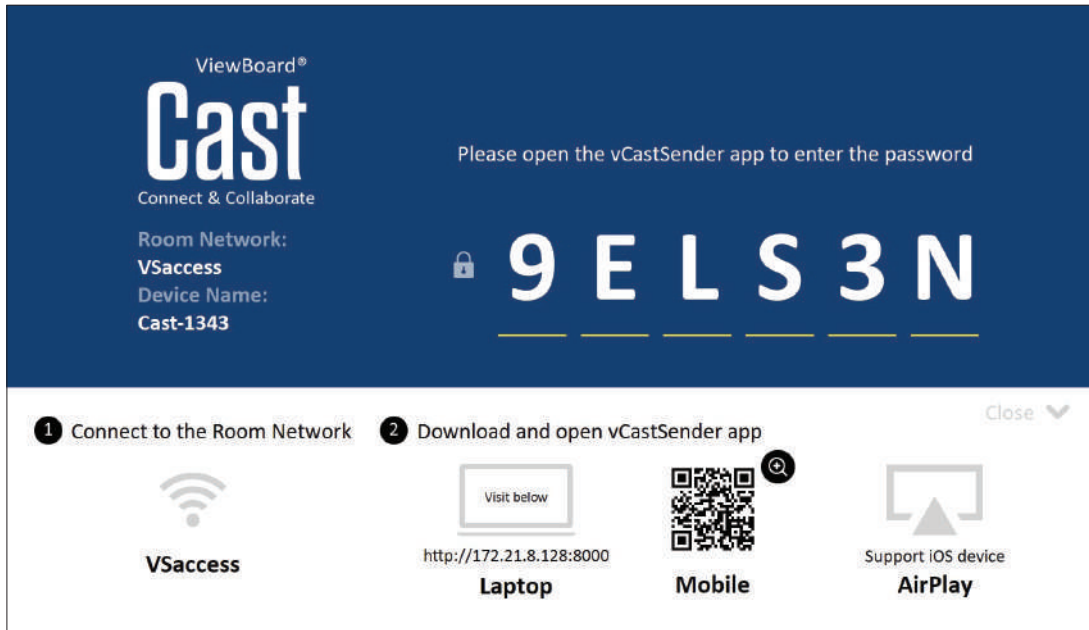 ViewBoard®
Cast
Connect & Collaborate
Room Network:
VSaccess
Device Name:
Cast-1343
Please open the vCastSender app to enter the password
9ELS3N
Close
1 Connect to the Room Network
VSaccess
2 Download and open vCastSender app
Visit below
http://172.21.8.128:8000
Laptop
Mobile
Support iOS device
AirPlay